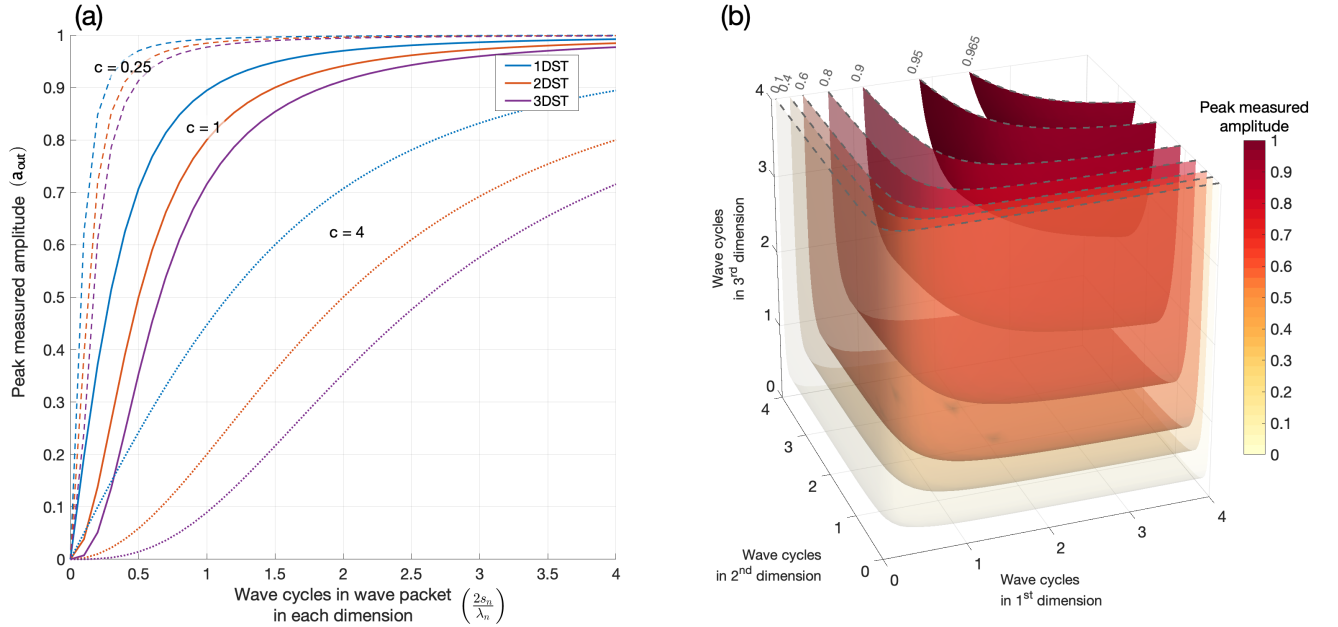 (a)
Peak measured amplitude (a_out)
1
0.9
0.8
0.7
0.6
0.5
0.4
0.3
0.2
0.1
0
c = 0.25
c = 1
c = 4
1DST
2DST
3DST
0
0.5
1
1.5
2
2.5
3
3.5
4
Wave cycles in wave packet
in each dimension
(2s_n/λ_n)
(b)
0.1
0.4
0.6
0.8
0.9
0.95
0.965
4
3
2
1
0
Wave cycles
in 3rd dimension
4
3
2
1
0
Wave cycles
in 2nd dimension
0
1
2
3
4
Wave cycles
in 1st dimension
Peak measured
amplitude
1
0.9
0.8
0.7
0.6
0.5
0.4
0.3
0.2
0.1
0